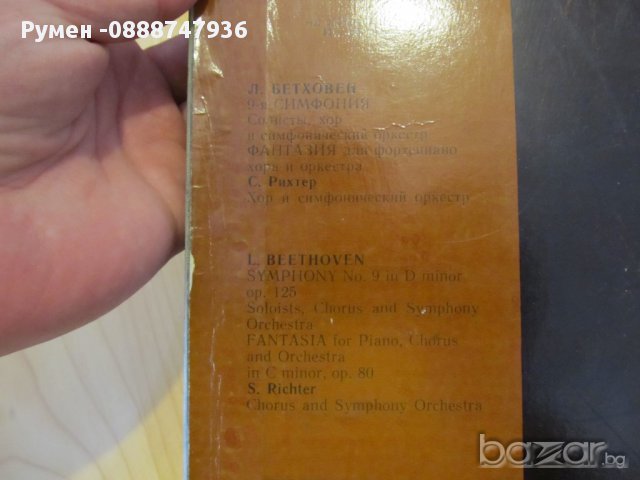 Румен -0888747936
Л. БЕТХОВЕН
9-я СИМФОНИЯ
Солисты, хор
и симфонический оркестр
ФАНТАЗИЯ для фортепиано
хора и оркестра
С. Рихтер
Хор и симфонический оркестр
L. BEETHOVEN
SYMPHONY No. 9 in D minor,
op. 125
Soloists, Chorus and Symphony
Orchestra
FANTASIA for Piano, Chorus
and Orchestra
in C minor, op. 80
S. Richter
Chorus and Symphony Orchestra
bazar.bg